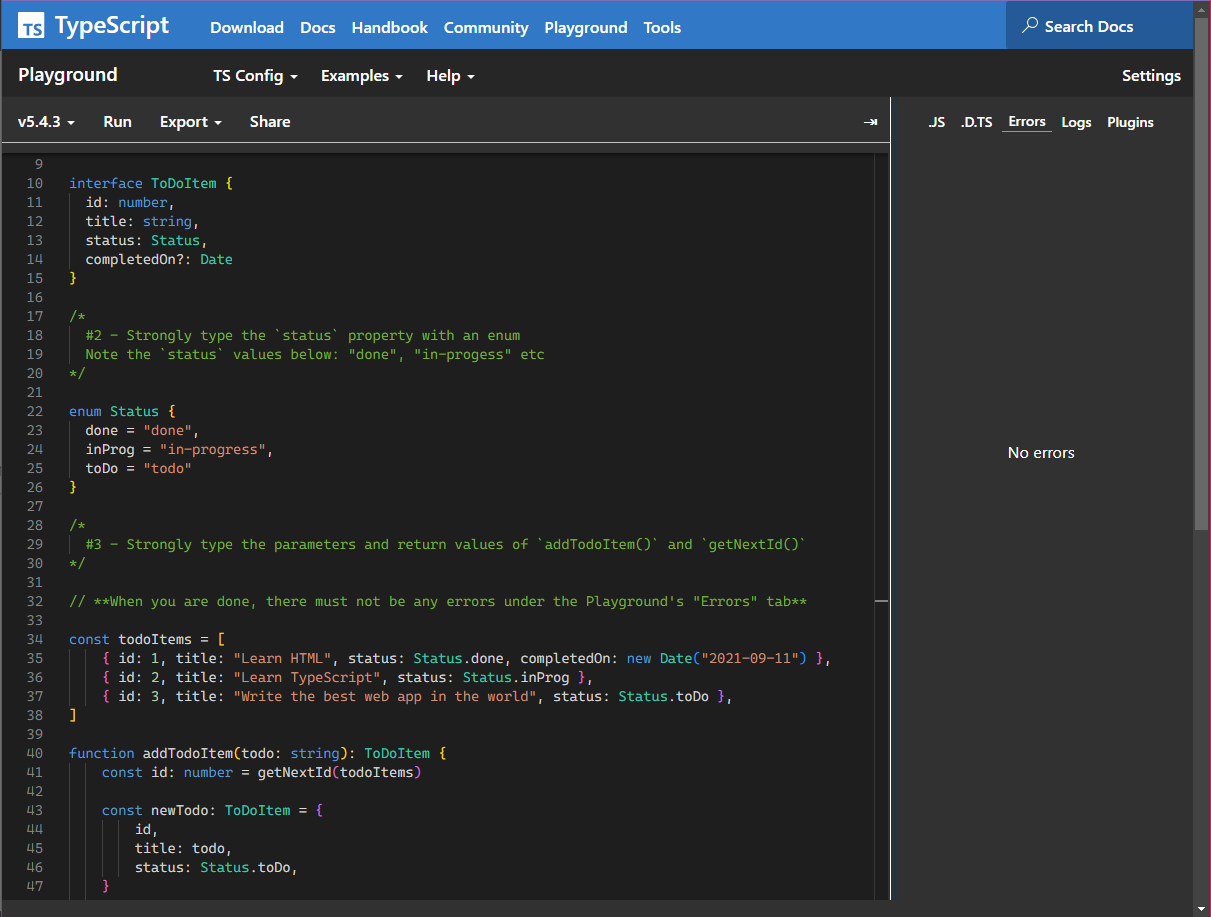 TS TypeScript Download Docs Handbook Community Playground Tools Search Docs
Playground TS Config Examples Help Settings
v5.4.3 Run Export Share .JS .D.TS Errors Logs Plugins
9
10 interface ToDoItem {
11   id: number,
12   title: string,
13   status: Status,
14   completedOn?: Date
15 }
16
17 /*
18   #2 - Strongly type the `status` property with an enum
19   Note the `status` values below: "done", "in-progess" etc
20 */
21
22 enum Status {
23   done = "done",
24   inProg = "in-progress",
25   toDo = "todo"
26 }
27
28 /*
29   #3 - Strongly type the parameters and return values of `addTodoItem()` and `getNextId()`
30 */
31
32 // **When you are done, there must not be any errors under the Playground's "Errors" tab**
33
34 const todoItems = [
35     { id: 1, title: "Learn HTML", status: Status.done, completedOn: new Date("2021-09-11") },
36     { id: 2, title: "Learn TypeScript", status: Status.inProg },
37     { id: 3, title: "Write the best web app in the world", status: Status.toDo },
38 ]
39
40 function addTodoItem(todo: string): ToDoItem {
41     const id: number = getNextId(todoItems)
42
43     const newTodo: ToDoItem = {
44         id,
45         title: todo,
46         status: Status.toDo,
47     }
No errors